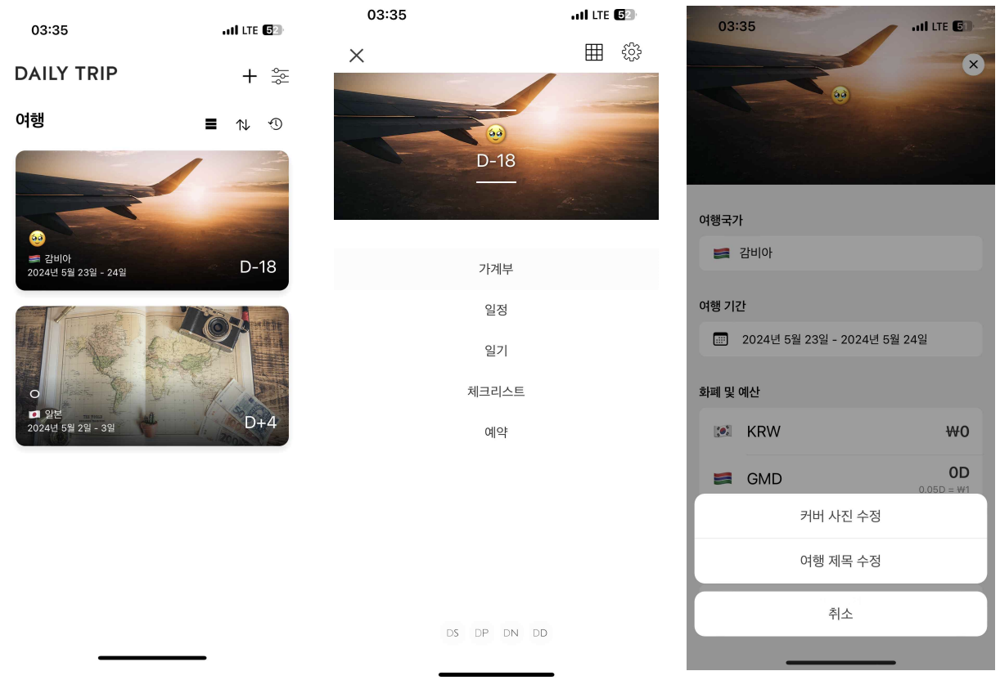 03:35
LTE 52
DAILY TRIP
여행
🥹
감비아
2024년 5월 23일 - 24일
D-18
ㅇ
일본
2024년 5월 2일 - 3일
D+4
03:35
LTE 52
🥹
D-18
가계부
일정
일기
체크리스트
예약
DS DP DN DD
03:35
LTE 51
🥹
여행국가
감비아
여행 기간
2024년 5월 23일 - 2024년 5월 24일
화폐 및 예산
KRW ₩0
GMD 0D
0.05D = ₩1
커버 사진 수정
여행 제목 수정
취소